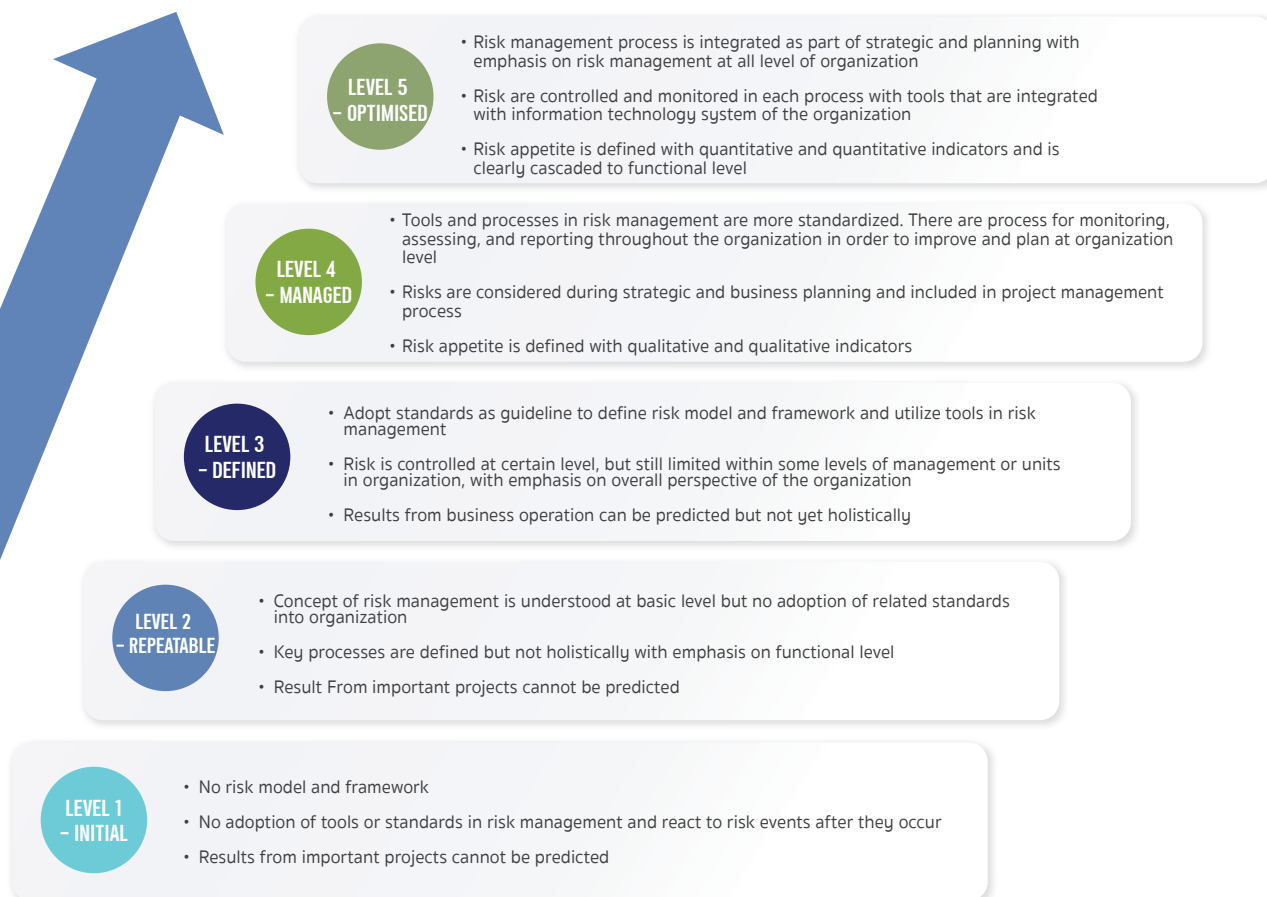 LEVEL 5
– OPTIMISED
• Risk management process is integrated as part of strategic and planning with
emphasis on risk management at all level of organization
• Risk are controlled and monitored in each process with tools that are integrated
with information technology system of the organization
• Risk appetite is defined with quantitative and quantitative indicators and is
clearly cascaded to functional level
LEVEL 4
– MANAGED
• Tools and processes in risk management are more standardized. There are process for monitoring,
assessing, and reporting throughout the organization in order to improve and plan at organization
level
• Risks are considered during strategic and business planning and included in project management
process
• Risk appetite is defined with qualitative and qualitative indicators
LEVEL 3
– DEFINED
• Adopt standards as guideline to define risk model and framework and utilize tools in risk
management
• Risk is controlled at certain level, but still limited within some levels of management or units
in organization, with emphasis on overall perspective of the organization
• Results from business operation can be predicted but not yet holistically
LEVEL 2
– REPEATABLE
• Concept of risk management is understood at basic level but no adoption of related standards
into organization
• Key processes are defined but not holistically with emphasis on functional level
• Result From important projects cannot be predicted
LEVEL 1
– INITIAL
• No risk model and framework
• No adoption of tools or standards in risk management and react to risk events after they occur
• Results from important projects cannot be predicted